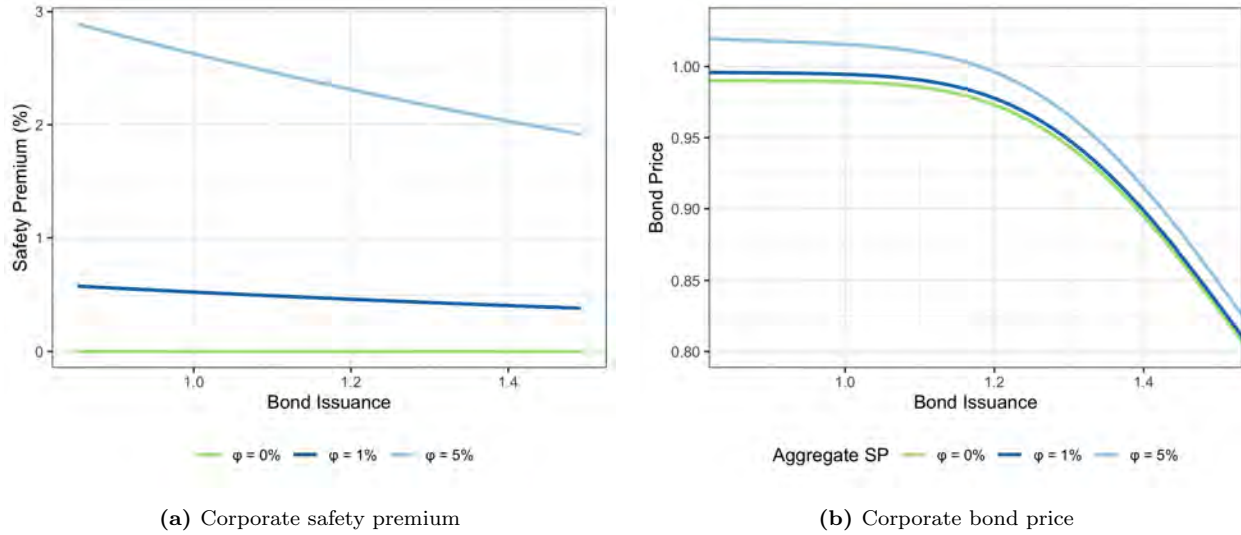 3
2
1
0
Safety Premium (%)
1.0 1.2 1.4
Bond Issuance
φ = 0% φ = 1% φ = 5%
(a) Corporate safety premium
1.00
0.95
0.90
0.85
0.80
Bond Price
1.0 1.2 1.4
Bond Issuance
Aggregate SP φ = 0% φ = 1% φ = 5%
(b) Corporate bond price